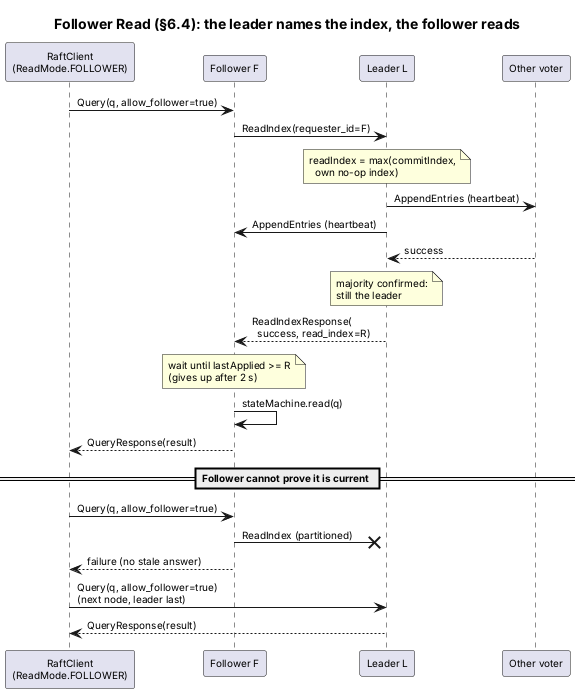 Follower Read (§6.4): the leader names the index, the follower reads
RaftClient
(ReadMode.FOLLOWER)
Follower F
Leader L
Other voter
Query(q, allow_follower=true)
ReadIndex(requester_id=F)
readIndex = max(commitIndex,
own no-op index)
AppendEntries (heartbeat)
AppendEntries (heartbeat)
success
majority confirmed:
still the leader
ReadIndexResponse(
success, read_index=R)
wait until lastApplied >= R
(gives up after 2 s)
stateMachine.read(q)
QueryResponse(result)
Follower cannot prove it is current
Query(q, allow_follower=true)
ReadIndex (partitioned)
failure (no stale answer)
Query(q, allow_follower=true)
(next node, leader last)
QueryResponse(result)
RaftClient
(ReadMode.FOLLOWER)
Follower F
Leader L
Other voter